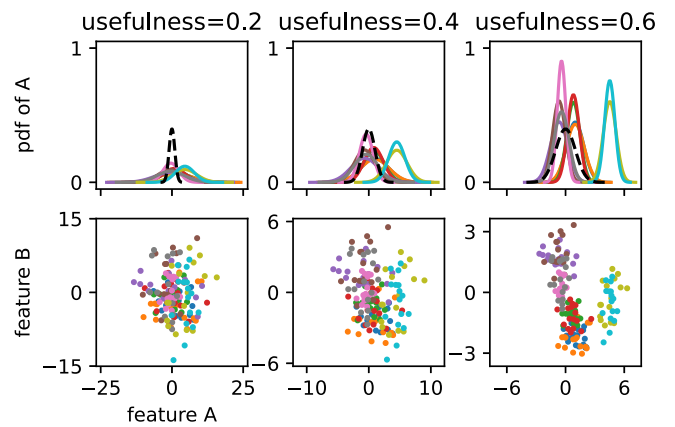 usefulness=0.2 usefulness=0.4 usefulness=0.6
pdf of A
1
0
1
0
1
0
feature B
15
0
−15
6
0
−6
3
0
−3
−25 0 25
−10 0 10
−6 0 6
feature A